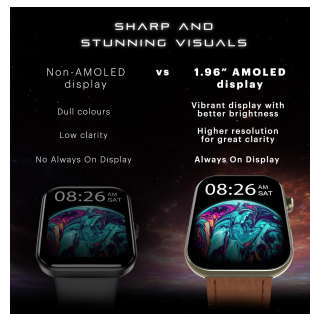 SHARP AND
STUNNING VISUALS
Non-AMOLED
display
vs
1.96” AMOLED
display
Dull colours
Vibrant display with
better brightness
Low clarity
Higher resolution
for great clarity
No Always On Display
Always On Display
08:26 AM
SAT
08:26 AM
SAT